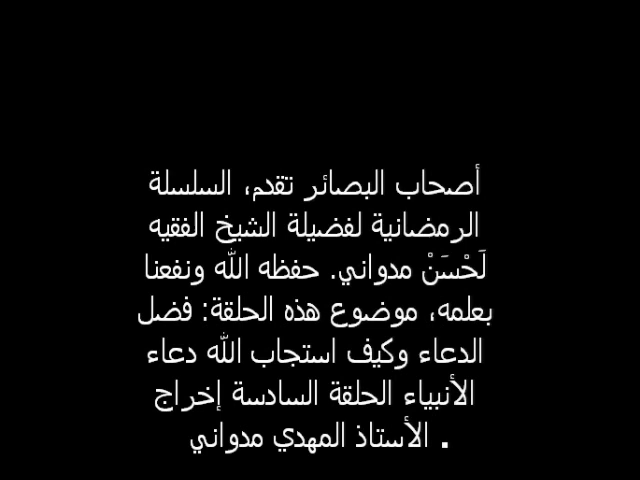 أصحاب البصائر تقدم، السلسلة
الرمضانية لفضيلة الشيخ الفقيه
لَحْسَنْ مدواني. حفظه الله ونفعنا
بعلمه، موضوع هذه الحلقة: فضل
الدعاء وكيف استجاب الله دعاء
الأنبياء الحلقة السادسة إخراج
. الأستاذ المهدي مدواني